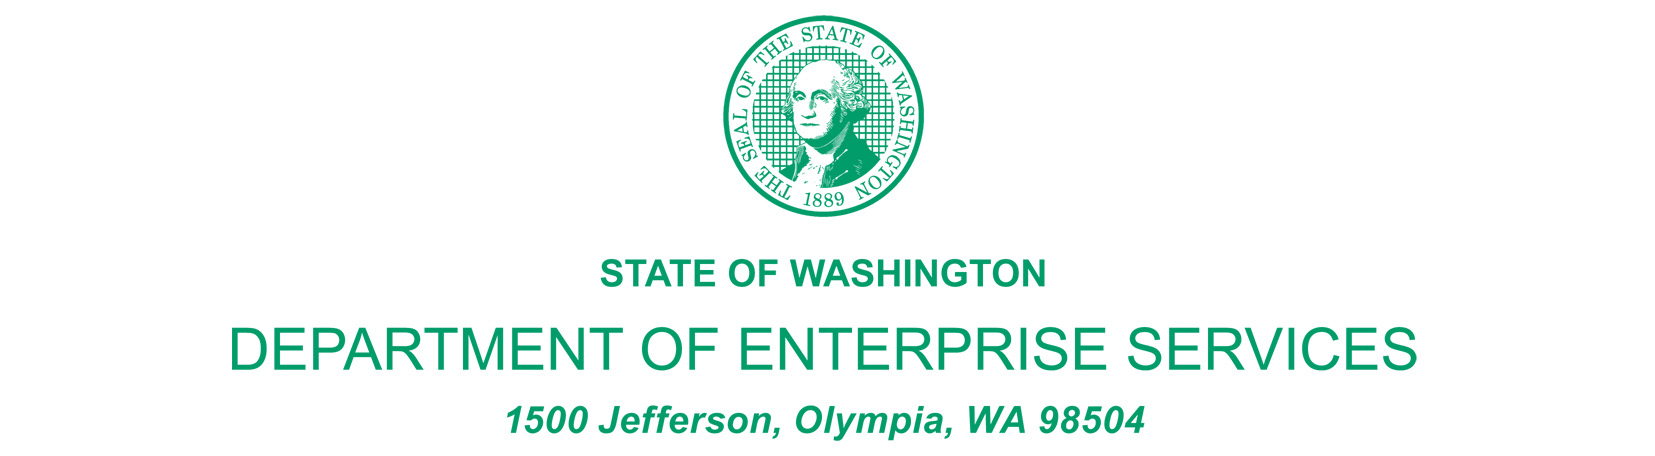 THE SEAL OF THE STATE OF WASHINGTON
1889
STATE OF WASHINGTON
DEPARTMENT OF ENTERPRISE SERVICES
1500 Jefferson, Olympia, WA 98504